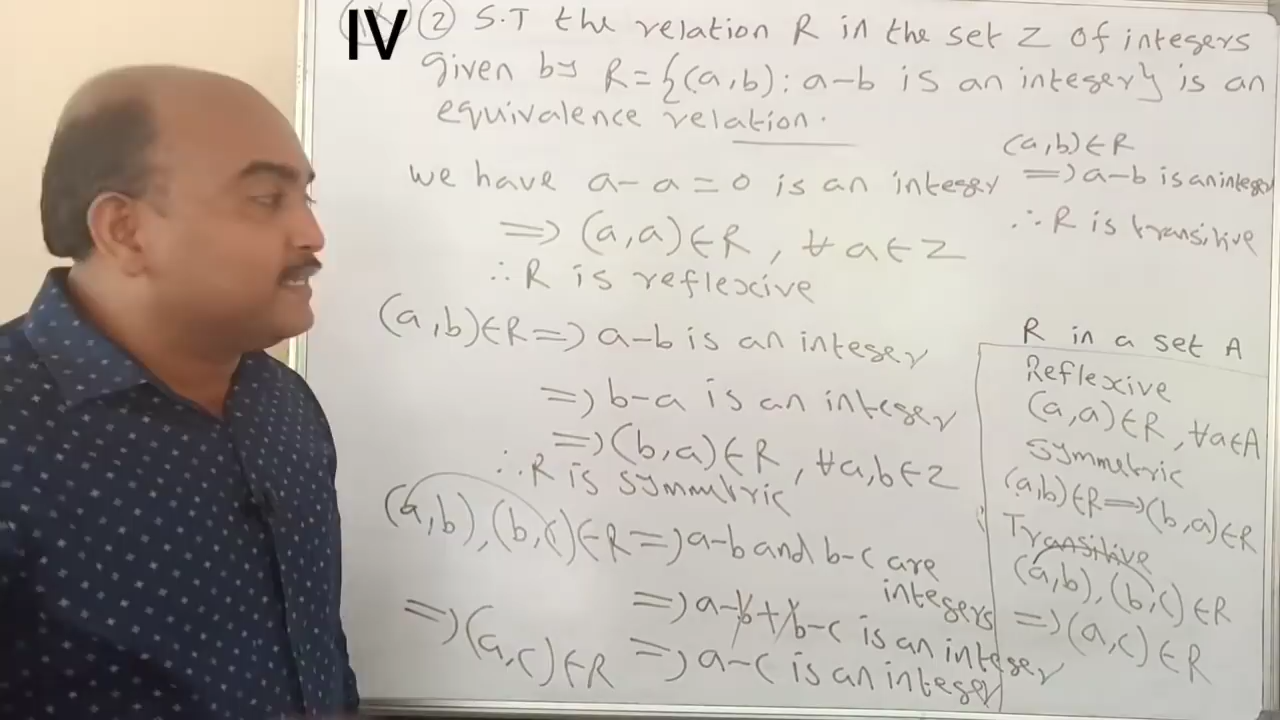 IV ② S.T the relation R in the set Z of integers
given by R={(a,b): a-b is an integer} is an
equivalence relation.
we have a-a=0 is an integer
⇒ (a,a)∈R, ∀ a∈Z
∴ R is reflexive
(a,b)∈R ⇒ a-b is an integer
⇒ b-a is an integer
⇒ (b,a)∈R, ∀a,b∈Z
∴ R is symmetric
(a,b),(b,c)∈R ⇒ a-b and b-c are
integers
⇒ a-b+b-c is an integer
⇒ a-c is an integer
⇒ (a,c)∈R
(a,b)∈R
⇒ a-b is an integer
∴ R is transitive
R in a set A
Reflexive
(a,a)∈R, ∀a∈A
symmetric
(a,b)∈R ⇒ (b,a)∈R
Transitive
(a,b),(b,c)∈R
⇒ (a,c)∈R